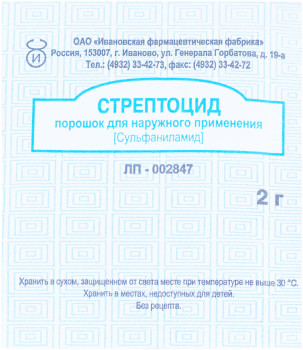 ОАО «Ивановская фармацевтическая фабрика»
Россия, 153007, г. Иваново, ул. Генерала Горбатова, д. 19-а
Тел.: (4932) 33-42-73, факс: (4932) 33-42-72
И
СТРЕПТОЦИД
порошок для наружного применения
[Сульфаниламид]
ЛП - 002847
2 г
Хранить в сухом, защищенном от света месте при температуре не выше 30 °С.
Хранить в местах, недоступных для детей.
Без рецепта.